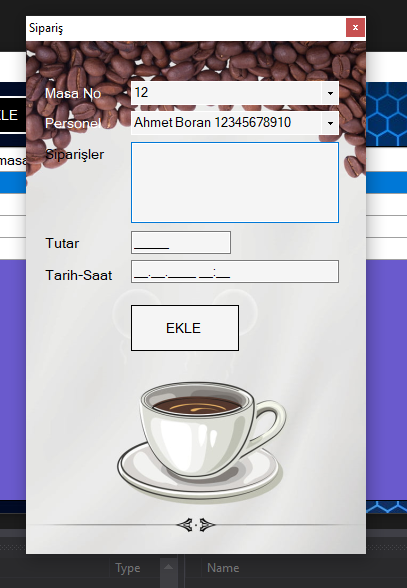 Sipariş
x
Masa No 12
KLE
Personel Ahmet Boran 12345678910
masa
Siparişler
Tutar _____
Tarih-Saat __.__.____ __:__
EKLE
Type Name